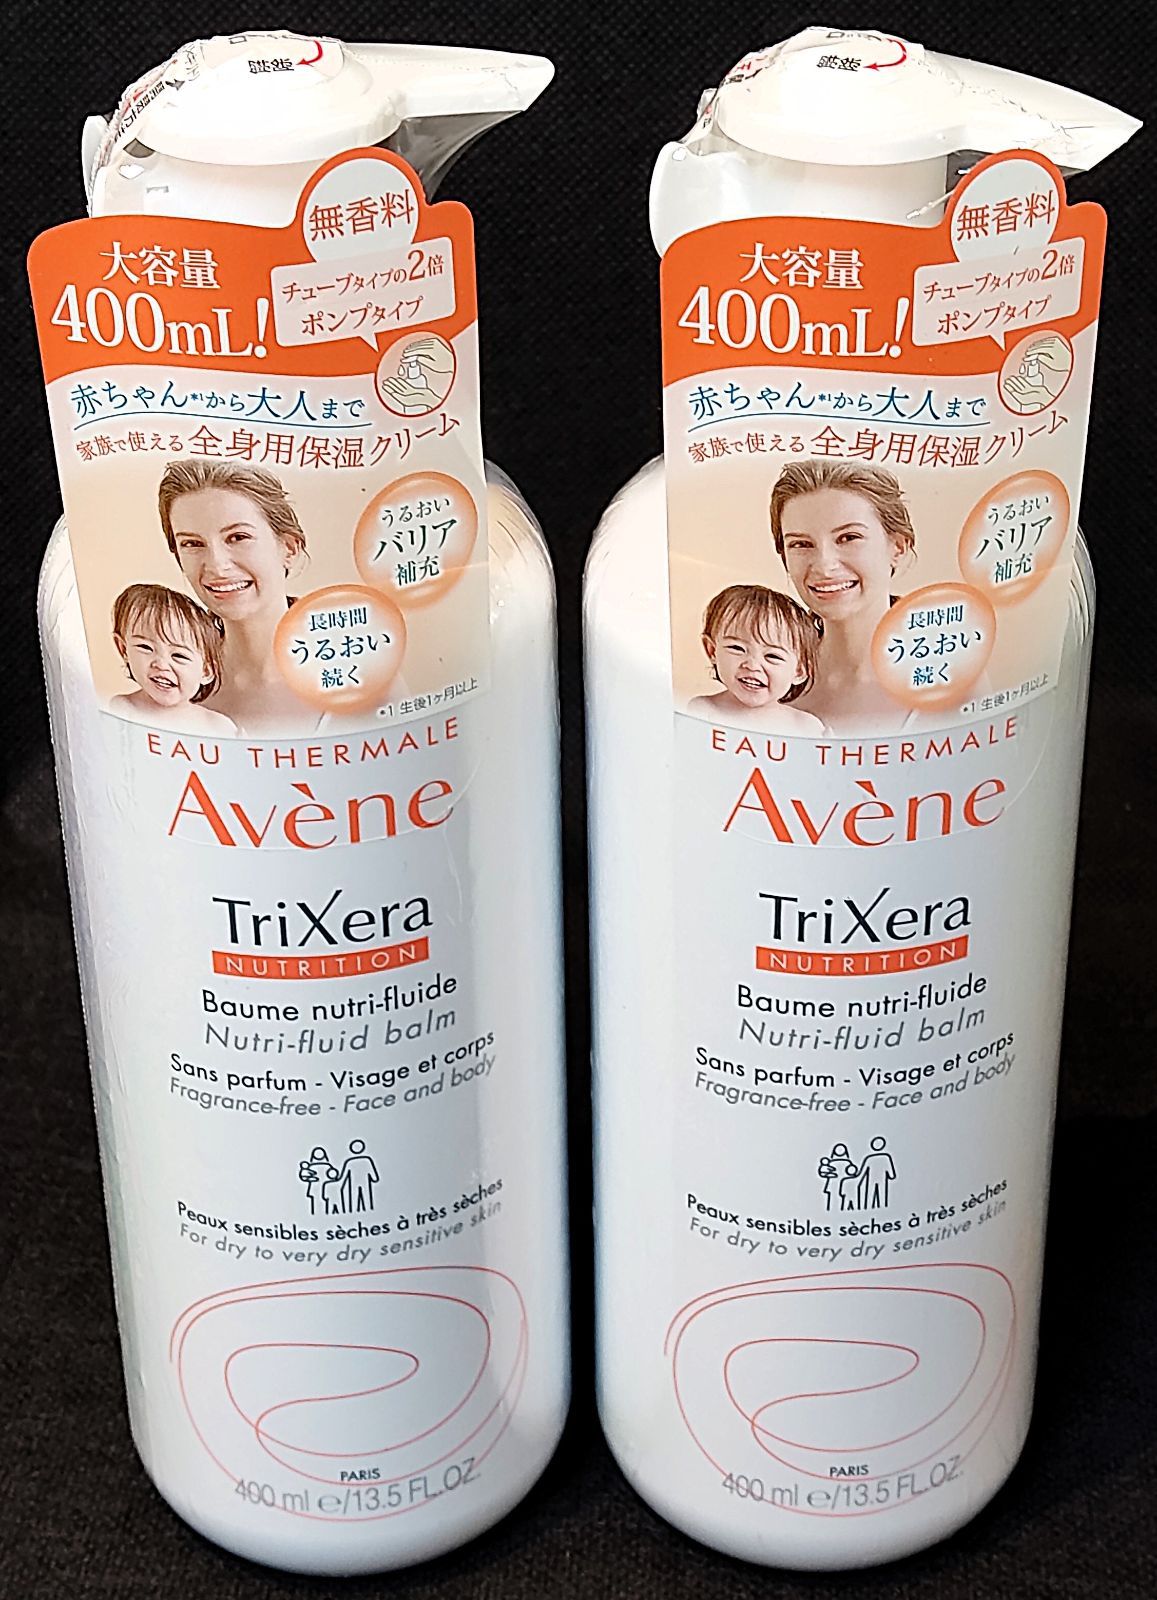 開
無香料
大容量
400mL!
チューブタイプの2倍
ポンプタイプ
赤ちゃん*1から大人まで
家族で使える 全身用保湿クリーム
うるおい
バリア
補充
長時間
うるおい
続く
*1 生後1ヶ月以上
EAU THERMALE
Avène
TriXera
NUTRITION
Baume nutri-fluide
Nutri-fluid balm
Sans parfum - Visage et corps
Fragrance-free - Face and body
Peaux sensibles sèches à très sèches
For dry to very dry sensitive skin
PARIS
400 ml ℮/13.5 FL.OZ.
無香料
大容量
400mL!
チューブタイプの2倍
ポンプタイプ
赤ちゃん*1から大人まで
家族で使える 全身用保湿クリーム
うるおい
バリア
補充
長時間
うるおい
続く
*1 生後1ヶ月以上
EAU THERMALE
Avène
TriXera
NUTRITION
Baume nutri-fluide
Nutri-fluid balm
Sans parfum - Visage et corps
Fragrance-free - Face and body
Peaux sensibles sèches à très sèches
For dry to very dry sensitive skin
PARIS
400 ml ℮/13.5 FL.OZ.